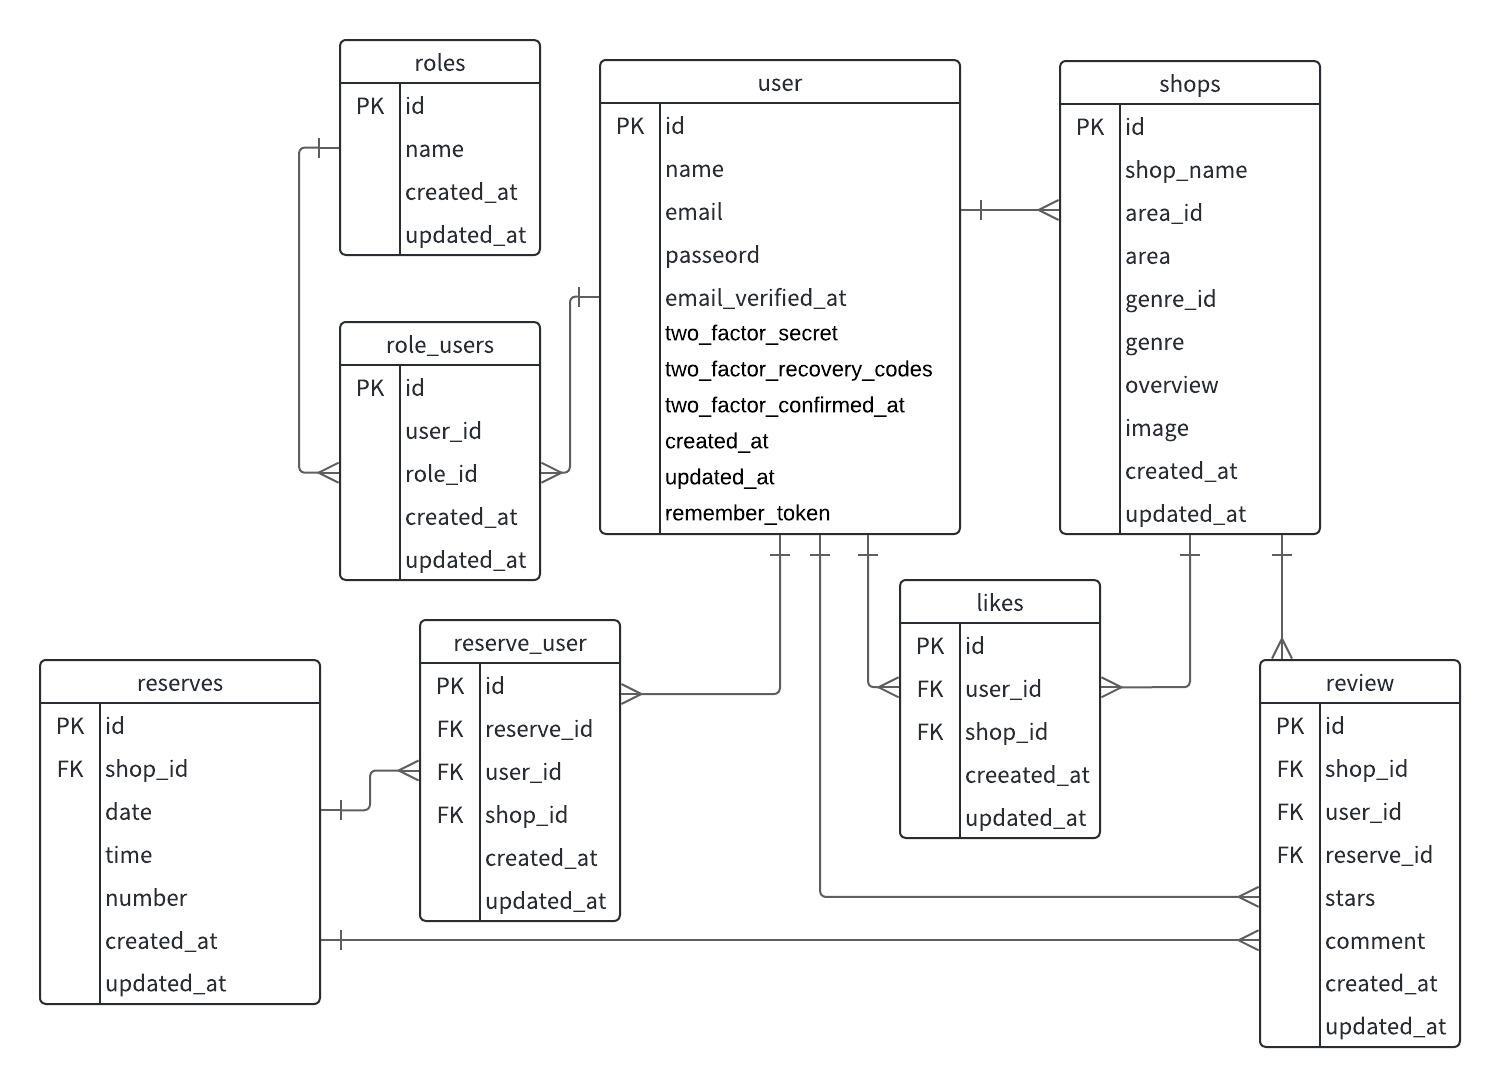 roles
PK id
name
created_at
updated_at
user
PK id
name
email
passeord
email_verified_at
two_factor_secret
two_factor_recovery_codes
two_factor_confirmed_at
created_at
updated_at
remember_token
shops
PK id
shop_name
area_id
area
genre_id
genre
overview
image
created_at
updated_at
role_users
PK id
user_id
role_id
created_at
updated_at
likes
PK id
FK user_id
FK shop_id
creeated_at
updated_at
reserve_user
PK id
FK reserve_id
FK user_id
FK shop_id
created_at
updated_at
reserves
PK id
FK shop_id
date
time
number
created_at
updated_at
review
PK id
FK shop_id
FK user_id
FK reserve_id
stars
comment
created_at
updated_at